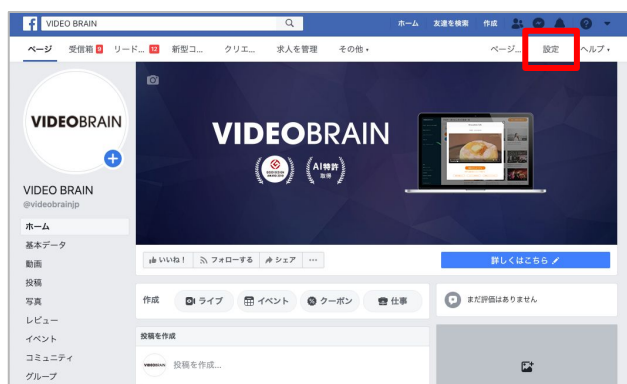 VIDEO BRAIN
ホーム 友達を検索 作成
ページ 受信箱 9 リード... 12 新型コ... クリエ... 求人を管理 その他 ページ... 設定 ヘルプ
VIDEOBRAIN
VIDEO BRAIN
@videobrainjp
ホーム
基本データ
動画
投稿
写真
レビュー
イベント
コミュニティ
グループ
VIDEOBRAIN
AI特許
取得
いいね! フォローする シェア ...
詳しくはこちら
作成 ライブ イベント クーポン 仕事
まだ評価はありません
投稿を作成
VIDEOBRAIN 投稿を作成...